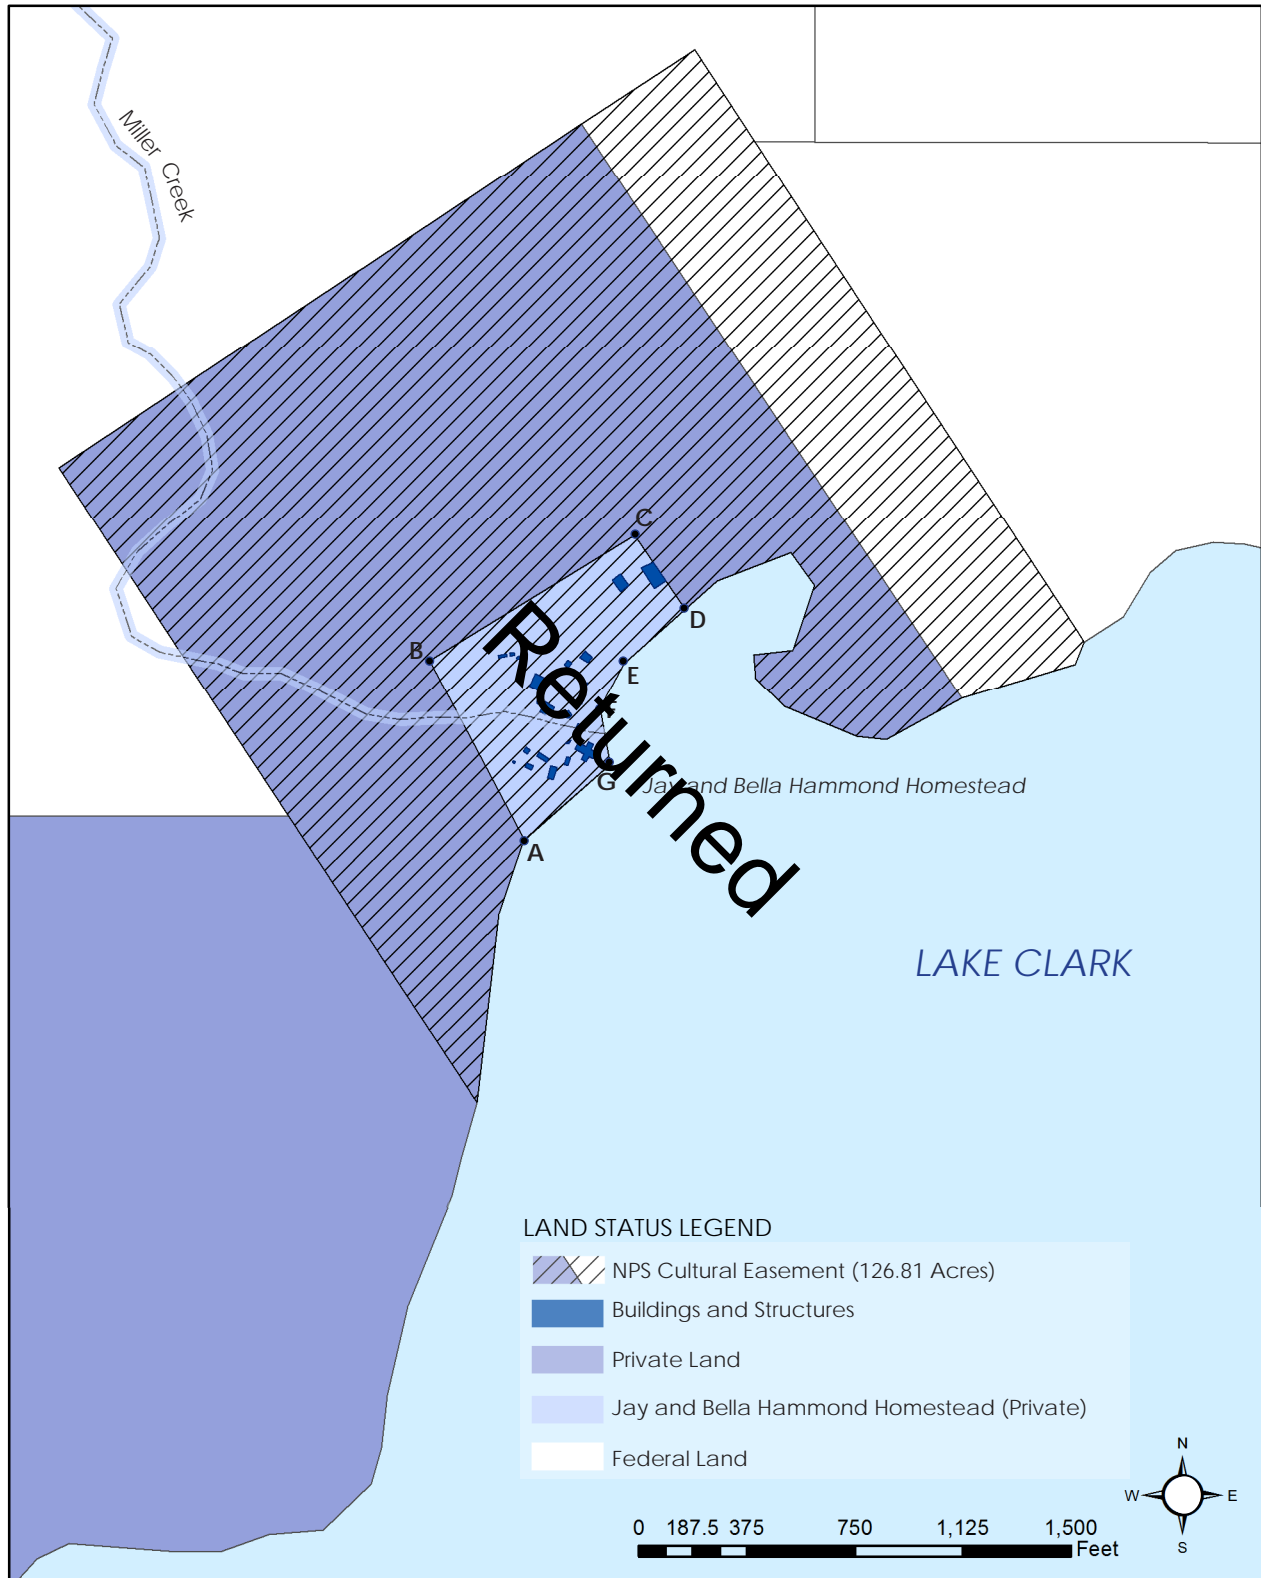 Miller Creek
C
D
B
E
F
G
Jay and Bella Hammond Homestead
A
Returned
LAKE CLARK
LAND STATUS LEGEND
NPS Cultural Easement (126.81 Acres)
Buildings and Structures
Private Land
Jay and Bella Hammond Homestead (Private)
Federal Land
N
W E
S
0 187.5 375 750 1,125 1,500
Feet